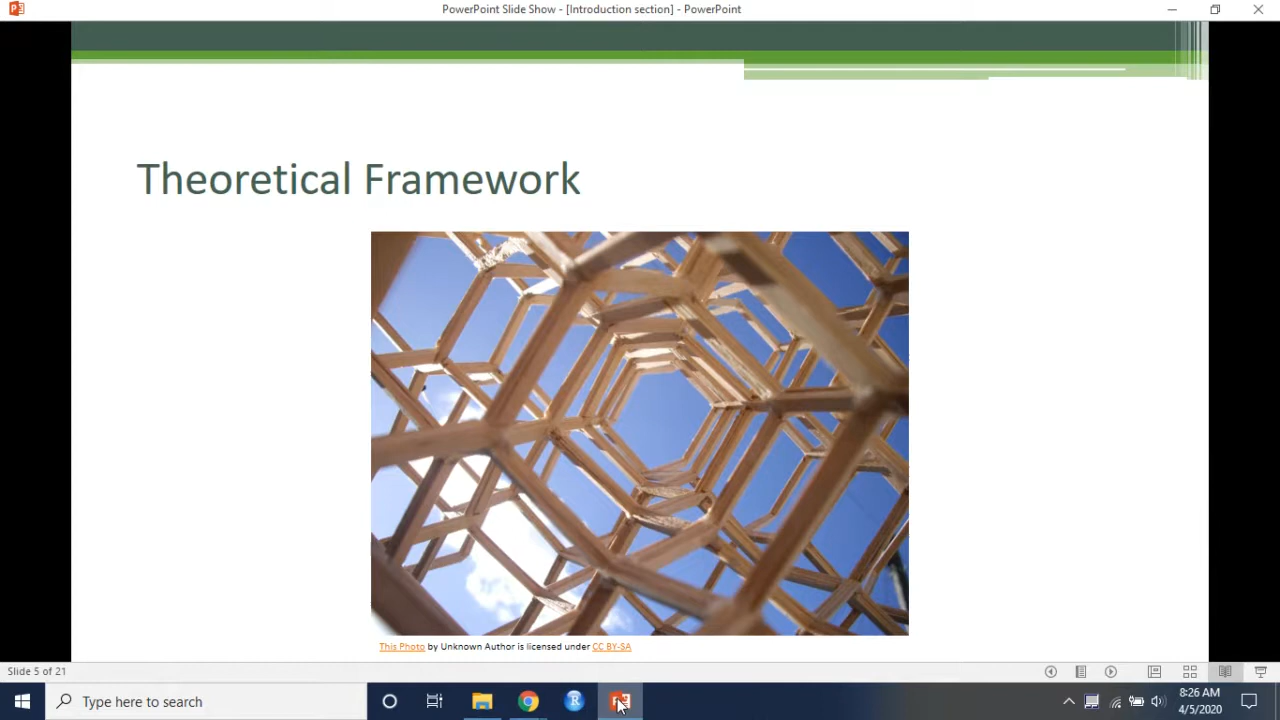 PowerPoint Slide Show - [Introduction section] - PowerPoint
Theoretical Framework
This Photo by Unknown Author is licensed under CC BY-SA
Slide 5 of 21
Type here to search
8:26 AM
4/5/2020